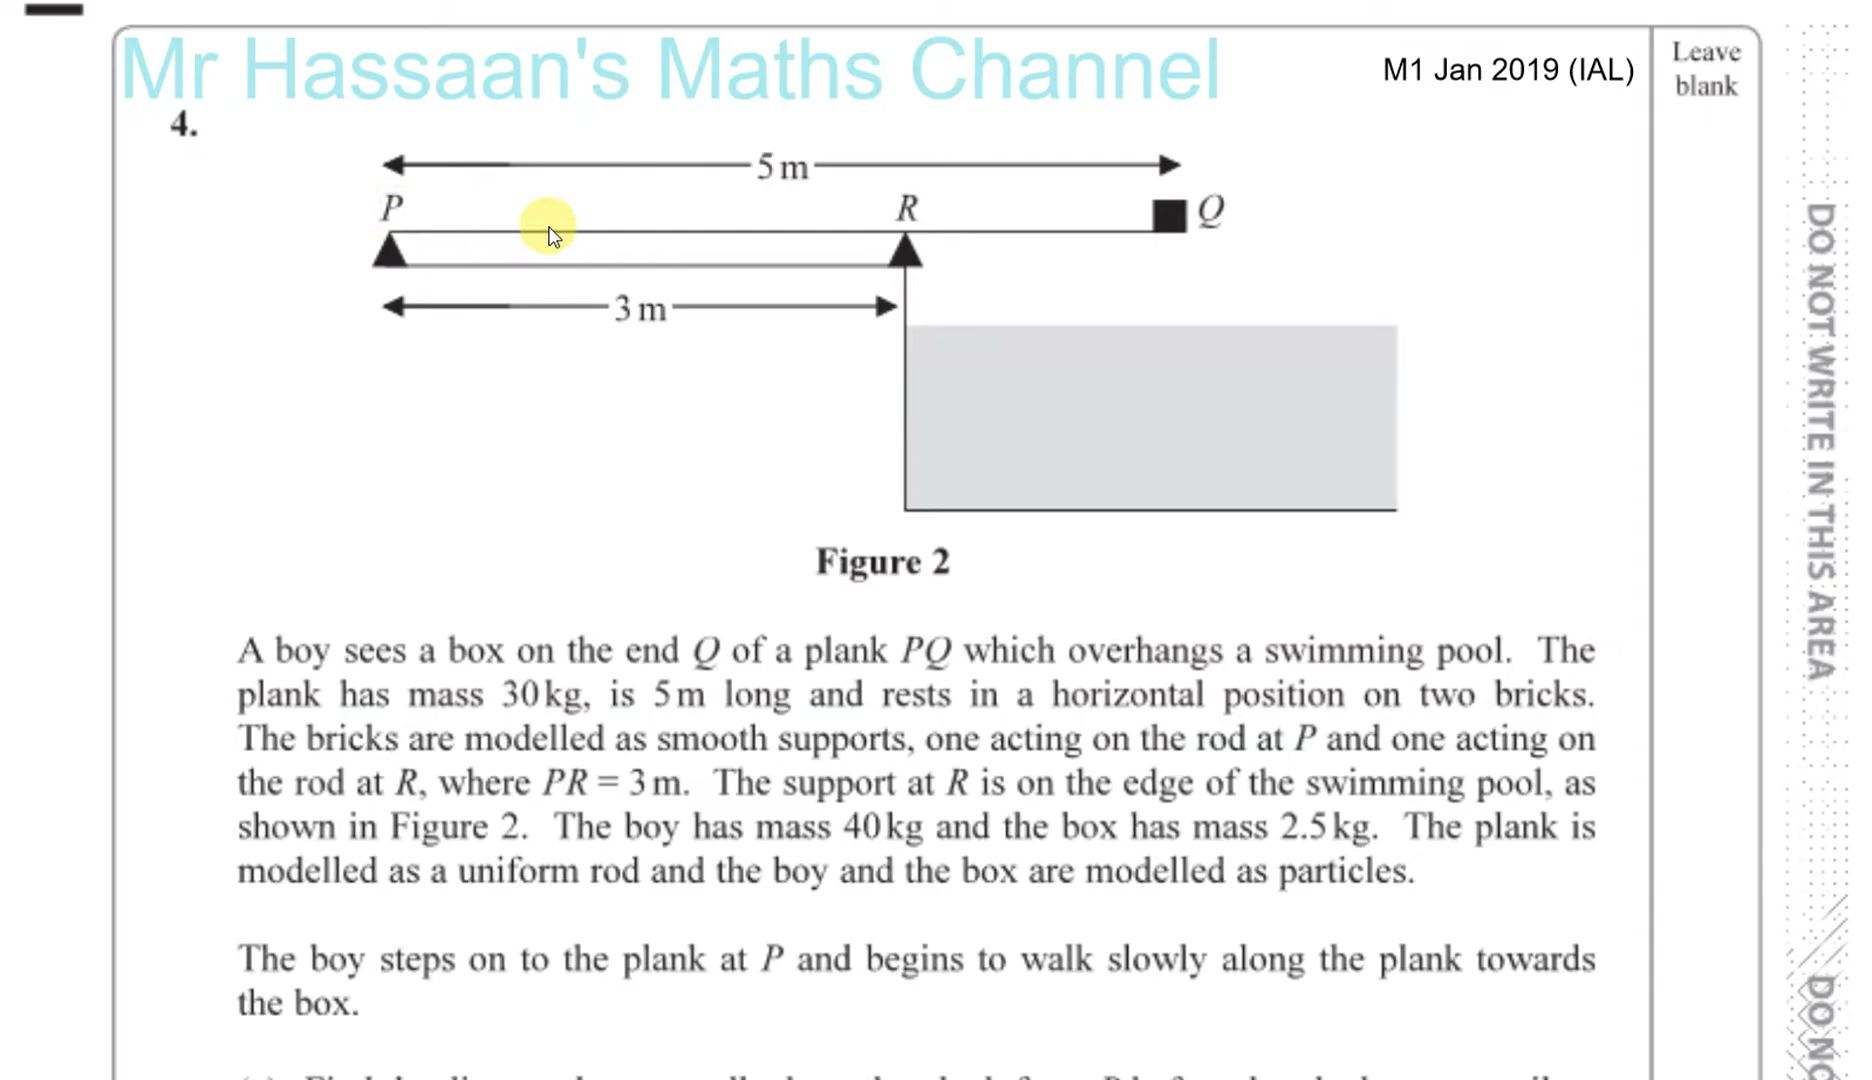 Mr Hassaan's Maths Channel
M1 Jan 2019 (IAL)
Leave
blank
4.
5 m
P
R
Q
3 m
Figure 2
A boy sees a box on the end Q of a plank PQ which overhangs a swimming pool. The
plank has mass 30 kg, is 5 m long and rests in a horizontal position on two bricks.
The bricks are modelled as smooth supports, one acting on the rod at P and one acting on
the rod at R, where PR = 3 m. The support at R is on the edge of the swimming pool, as
shown in Figure 2. The boy has mass 40 kg and the box has mass 2.5 kg. The plank is
modelled as a uniform rod and the boy and the box are modelled as particles.
The boy steps on to the plank at P and begins to walk slowly along the plank towards
the box.
DO NOT WRITE IN THIS AREA
DO NO